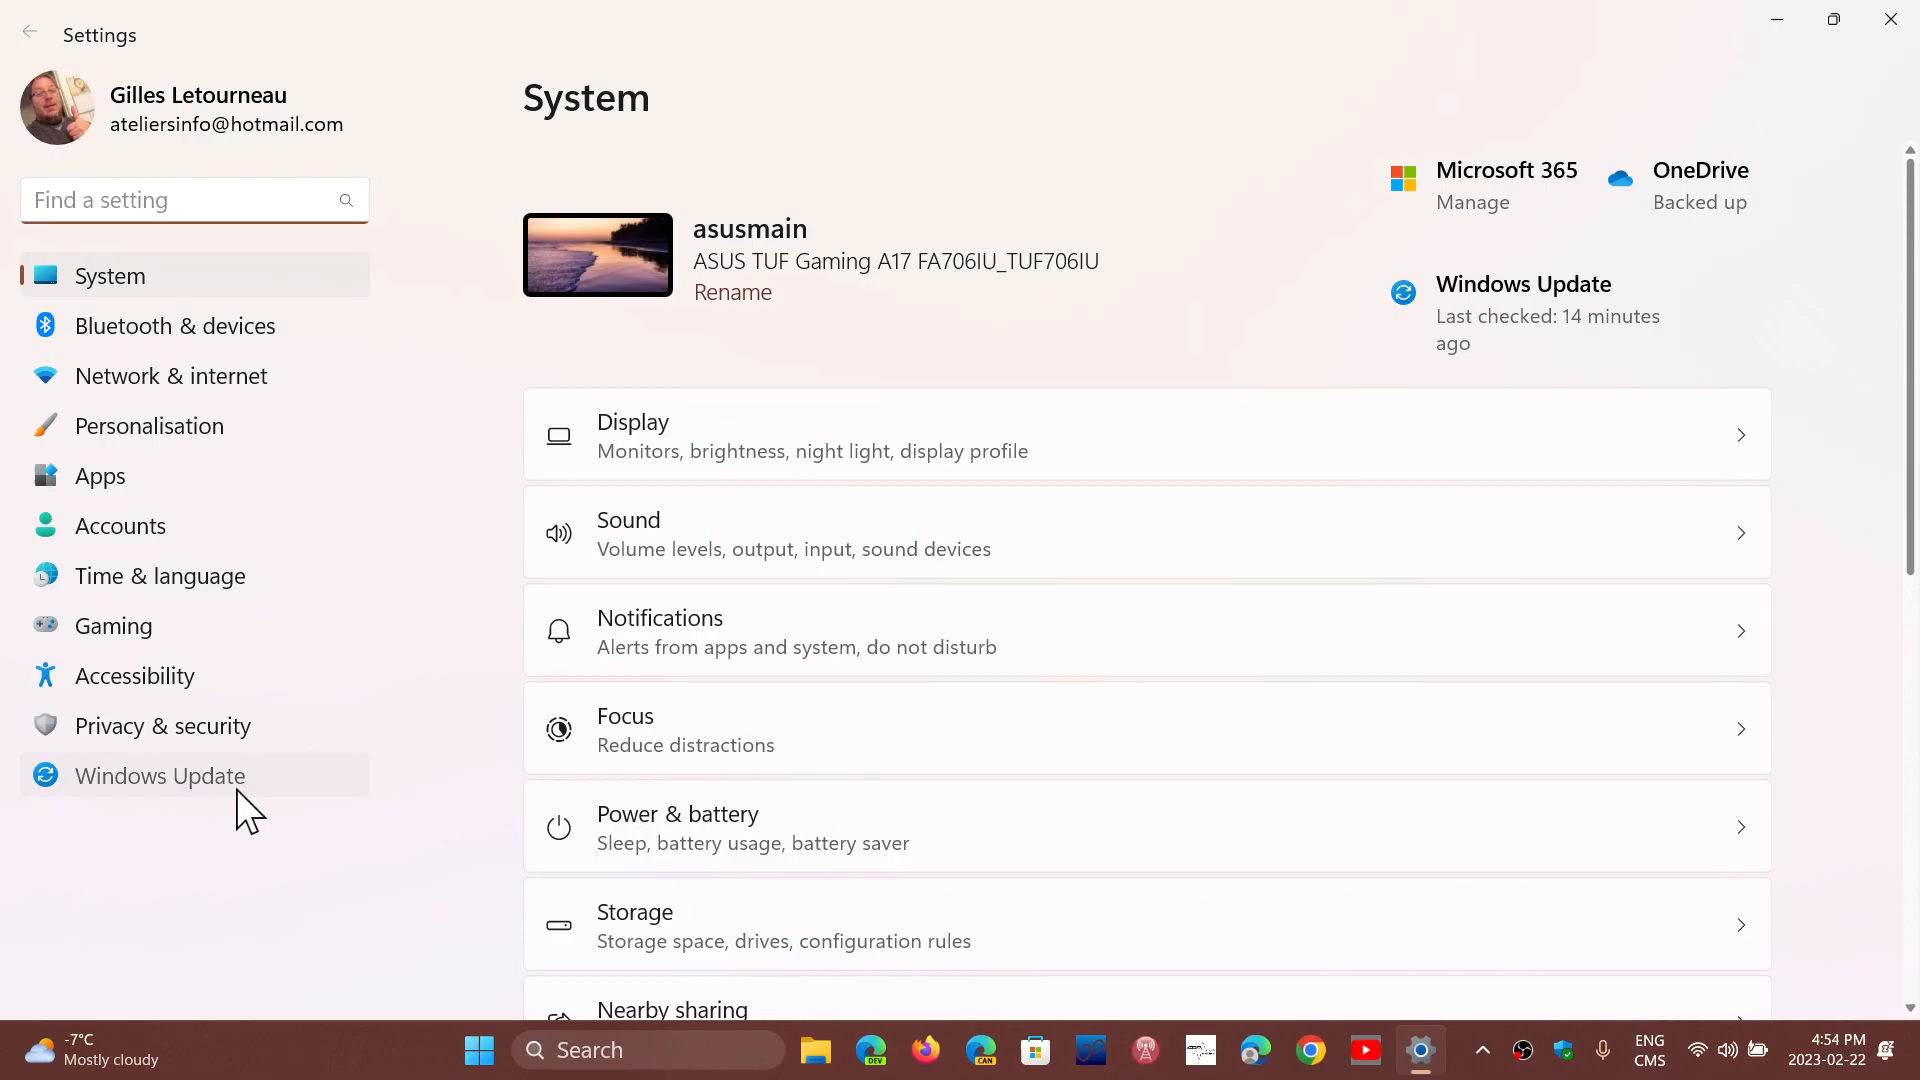 Settings
Gilles Letourneau
ateliersinfo@hotmail.com
Find a setting
System
Bluetooth & devices
Network & internet
Personalisation
Apps
Accounts
Time & language
Gaming
Accessibility
Privacy & security
Windows Update
System
asusmain
ASUS TUF Gaming A17 FA706IU_TUF706IU
Rename
Microsoft 365
Manage
OneDrive
Backed up
Windows Update
Last checked: 14 minutes
ago
Display
Monitors, brightness, night light, display profile
Sound
Volume levels, output, input, sound devices
Notifications
Alerts from apps and system, do not disturb
Focus
Reduce distractions
Power & battery
Sleep, battery usage, battery saver
Storage
Storage space, drives, configuration rules
Nearby sharing
-7°C
Mostly cloudy
Search
DEV
CAN
ENG
CMS
4:54 PM
2023-02-22